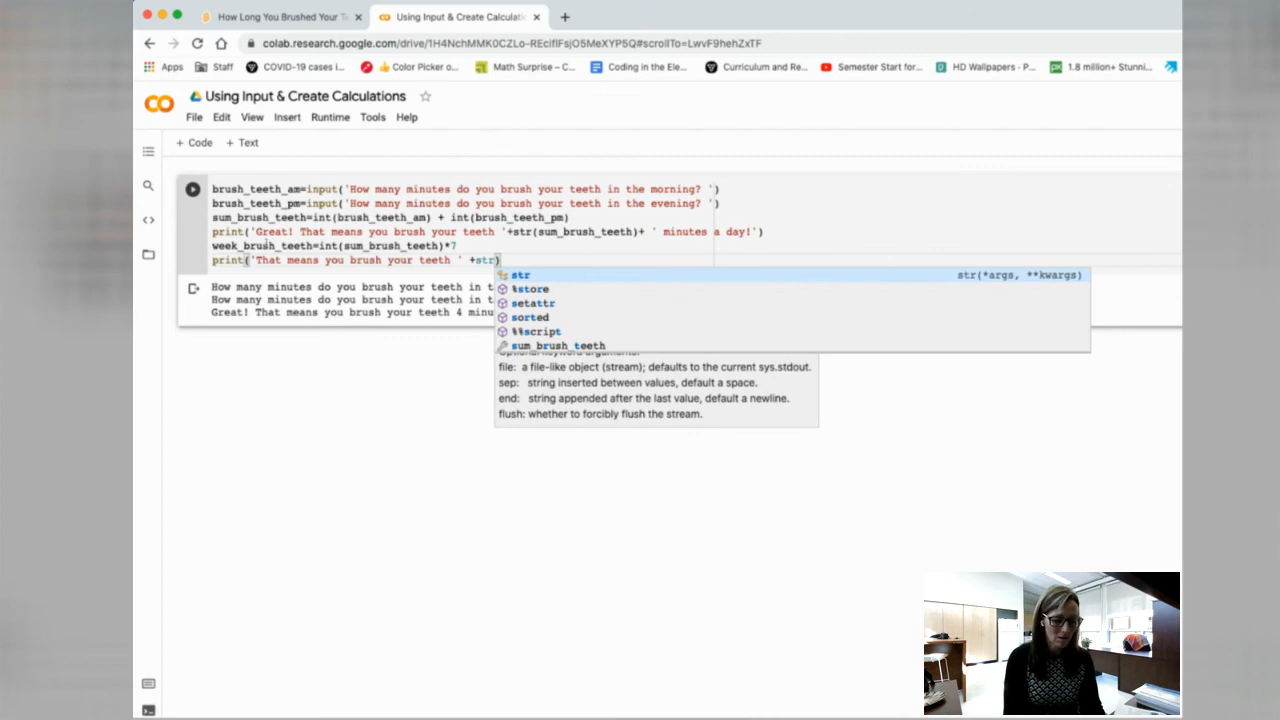 How Long You Brushed Your Te
Using Input & Create Calculatic
colab.research.google.com/drive/1H4NchMMK0CZLo-REciflFsjO5MeXYP5Q#scrollTo=LwvF9hehZxTF
Apps
Staff
COVID-19 cases i...
Color Picker o...
Math Surprise – C...
Coding in the Ele...
Curriculum and Re...
Semester Start for...
HD Wallpapers · P...
1.8 million+ Stunni...
Using Input & Create Calculations
File Edit View Insert Runtime Tools Help
+ Code + Text
brush_teeth_am=input('How many minutes do you brush your teeth in the morning? ')
brush_teeth_pm=input('How many minutes do you brush your teeth in the evening? ')
sum_brush_teeth=int(brush_teeth_am) + int(brush_teeth_pm)
print('Great! That means you brush your teeth '+str(sum_brush_teeth)+ ' minutes a day!')
week_brush_teeth=int(sum_brush_teeth)*7
print('That means you brush your teeth ' +str)
str str(*args, **kwargs)
%store
setattr
sorted
%%script
sum_brush_teeth
How many minutes do you brush your teeth in t
How many minutes do you brush your teeth in t
Great! That means you brush your teeth 4 minu
Optional keyword arguments:
file: a file-like object (stream); defaults to the current sys.stdout.
sep: string inserted between values, default a space.
end: string appended after the last value, default a newline.
flush: whether to forcibly flush the stream.